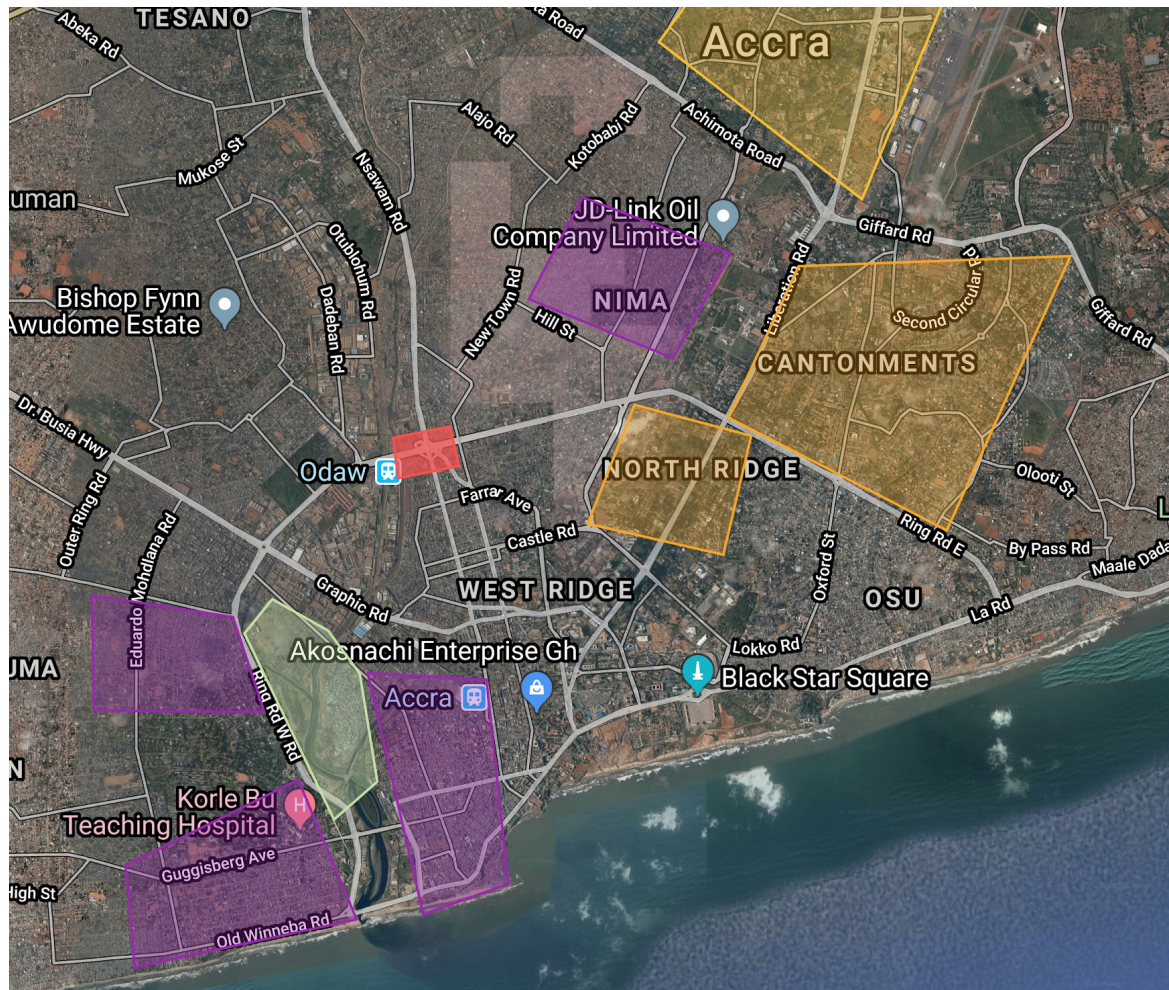 TESANO
Abeka Rd
ta Road
Accra
Alajo Rd
Kotobabi Rd
Achimota Road
Mukose St
Nsawam Rd
uman
JD-Link Oil
Company Limited
Giffard Rd
Otublohum Rd
Liberation Rd
Rd
Second Circular
Bishop Fynn
Awudome Estate
Dadeban Rd
New Town Rd
NIMA
Hill St
Giffard Rd
CANTONMENTS
Dr. Busia Hwy
Odaw
NORTH RIDGE
Olooti St
Outer Ring Rd
Farrar Ave
Castle Rd
Ring Rd E
By Pass Rd
Maale Dada
Eduardo Mohdlana Rd
Graphic Rd
WEST RIDGE
Oxford St
OSU
La Rd
Akosnachi Enterprise Gh
Lokko Rd
UMA
Ring Rd W Rd
Accra
Black Star Square
N
Korle Bu
Teaching Hospital
H
Guggisberg Ave
High St
Old Winneba Rd